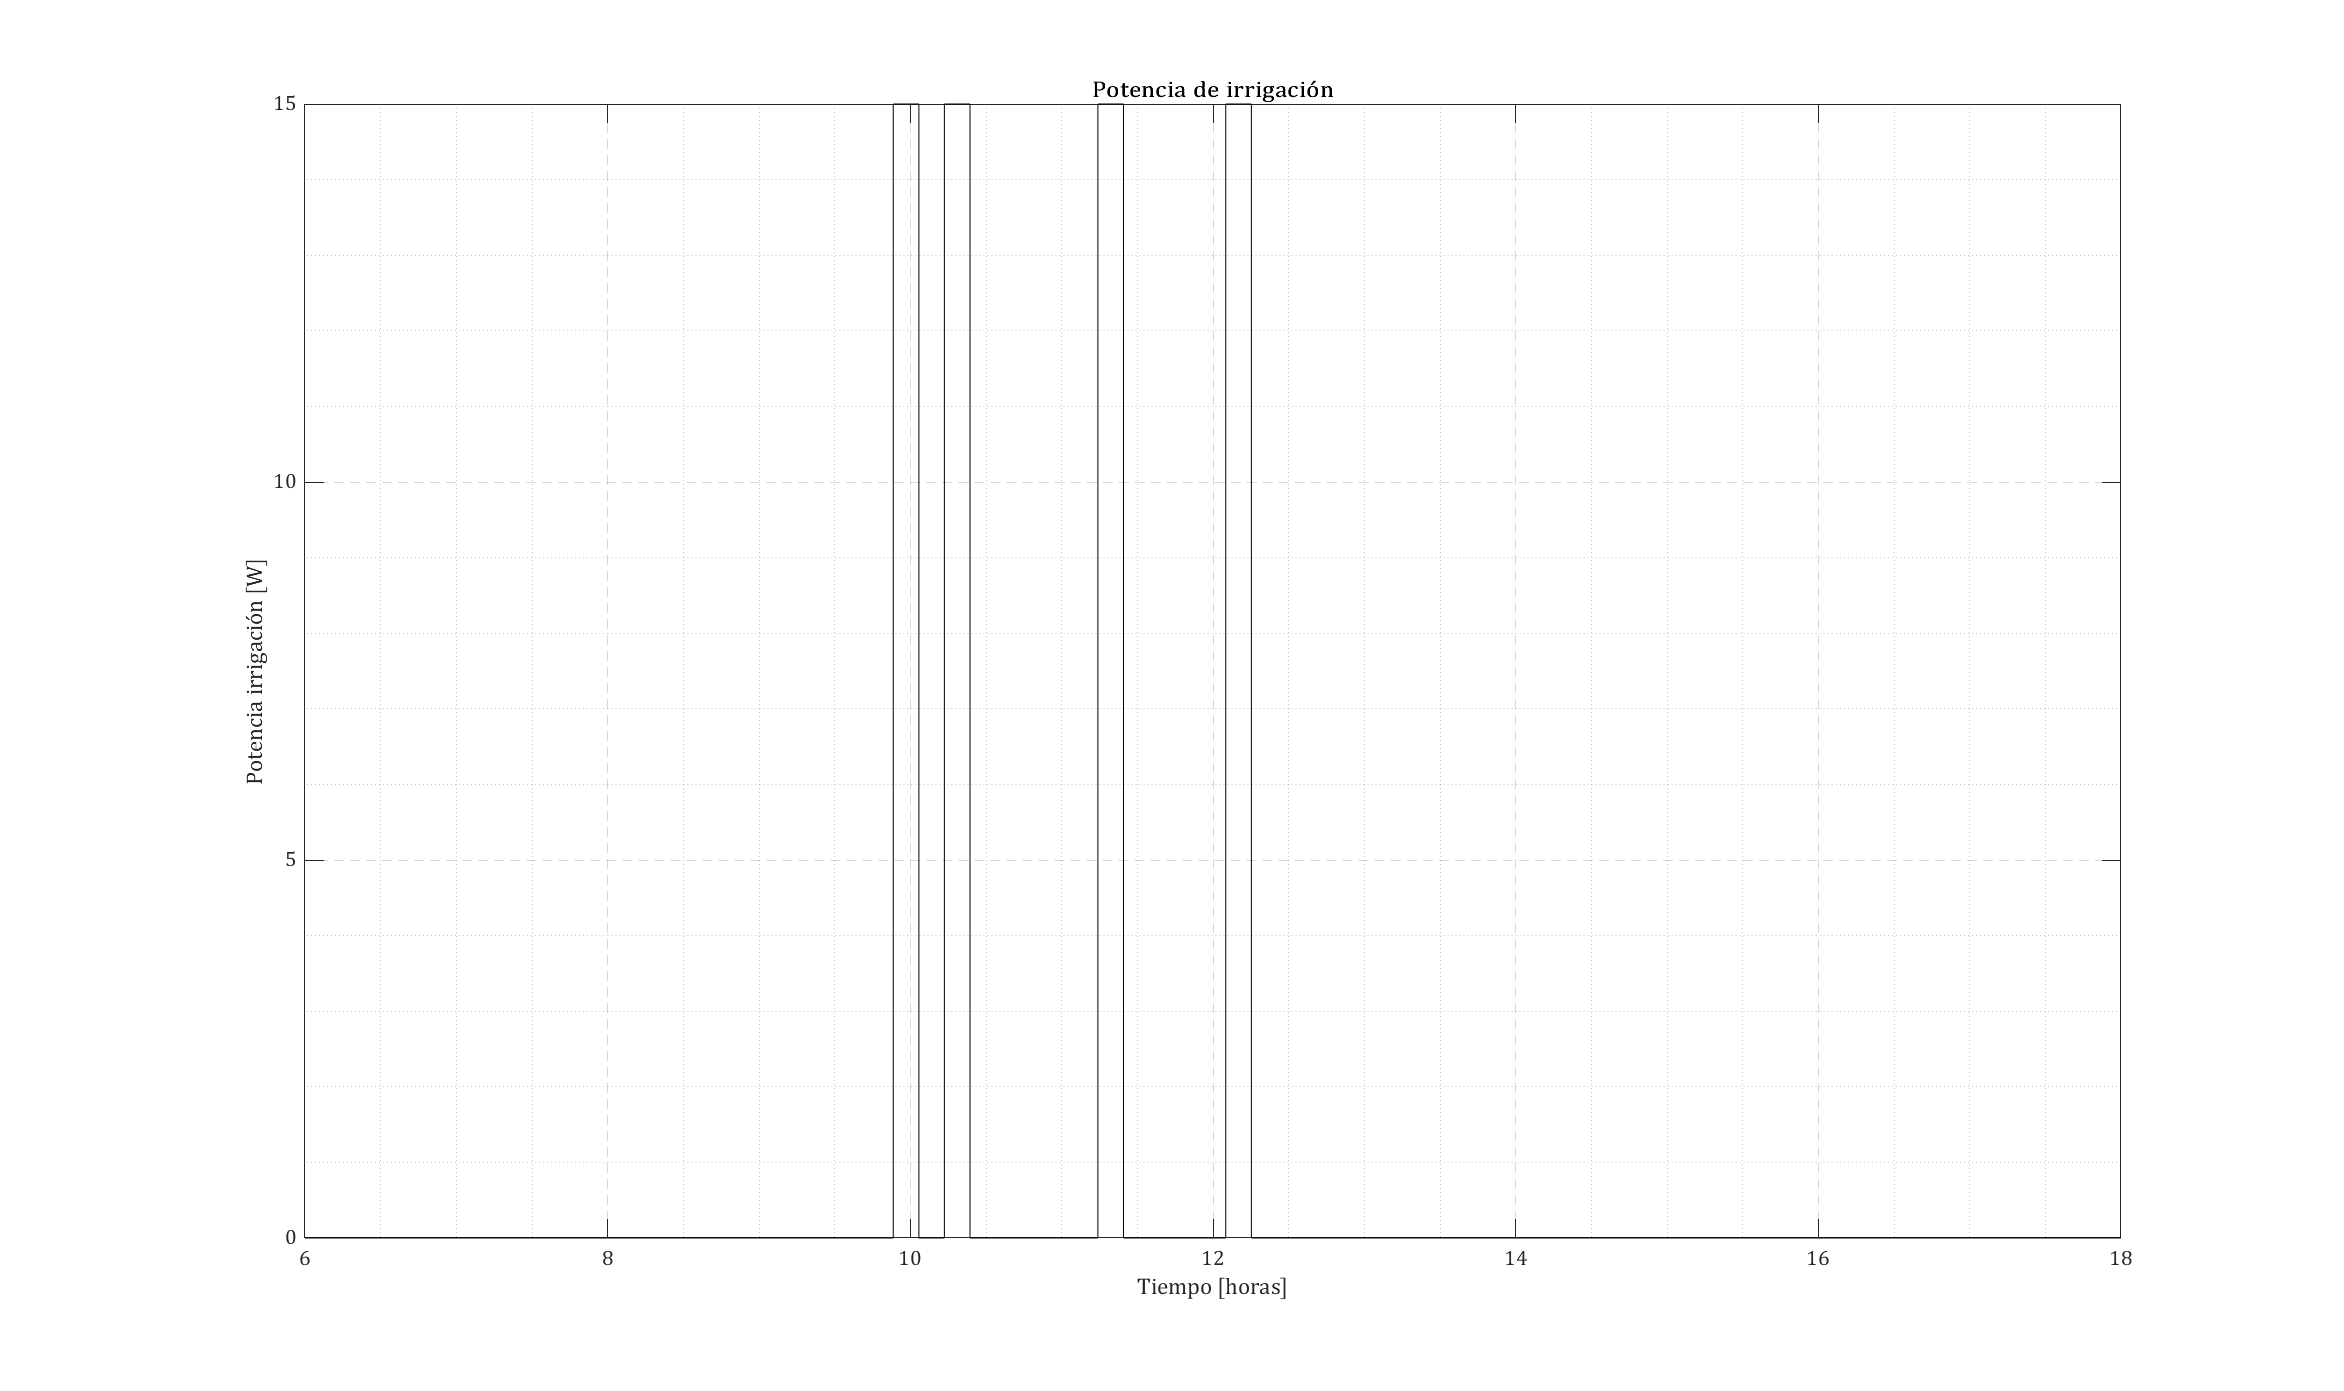 Potencia de irrigación
15
10
5
0
Potencia irrigación [W]
6 8 10 12 14 16 18
Tiempo [horas]